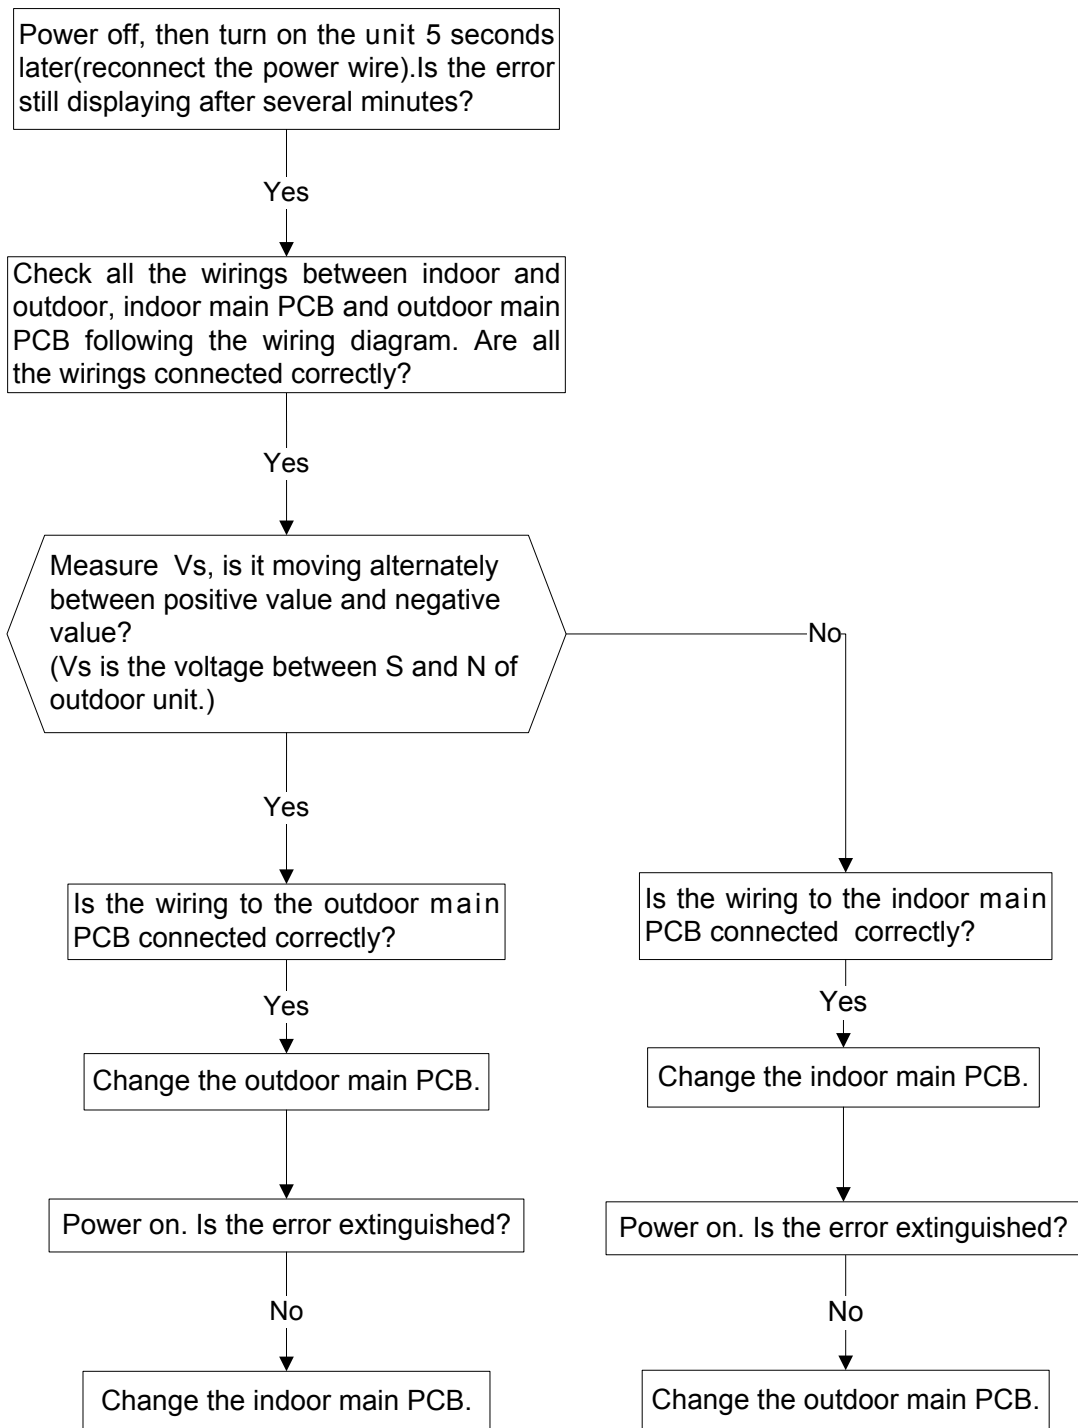 Power off, then turn on the unit 5 seconds
later(reconnect the power wire).Is the error
still displaying after several minutes?
Yes
Check all the wirings between indoor and
outdoor, indoor main PCB and outdoor main
PCB following the wiring diagram. Are all
the wirings connected correctly?
Yes
Measure Vs, is it moving alternately
between positive value and negative
value?
(Vs is the voltage between S and N of
outdoor unit.)
No
Yes
Is the wiring to the outdoor main
PCB connected correctly?
Is the wiring to the indoor main
PCB connected correctly?
Yes
Yes
Change the outdoor main PCB.
Change the indoor main PCB.
Power on. Is the error extinguished?
Power on. Is the error extinguished?
No
No
Change the indoor main PCB.
Change the outdoor main PCB.